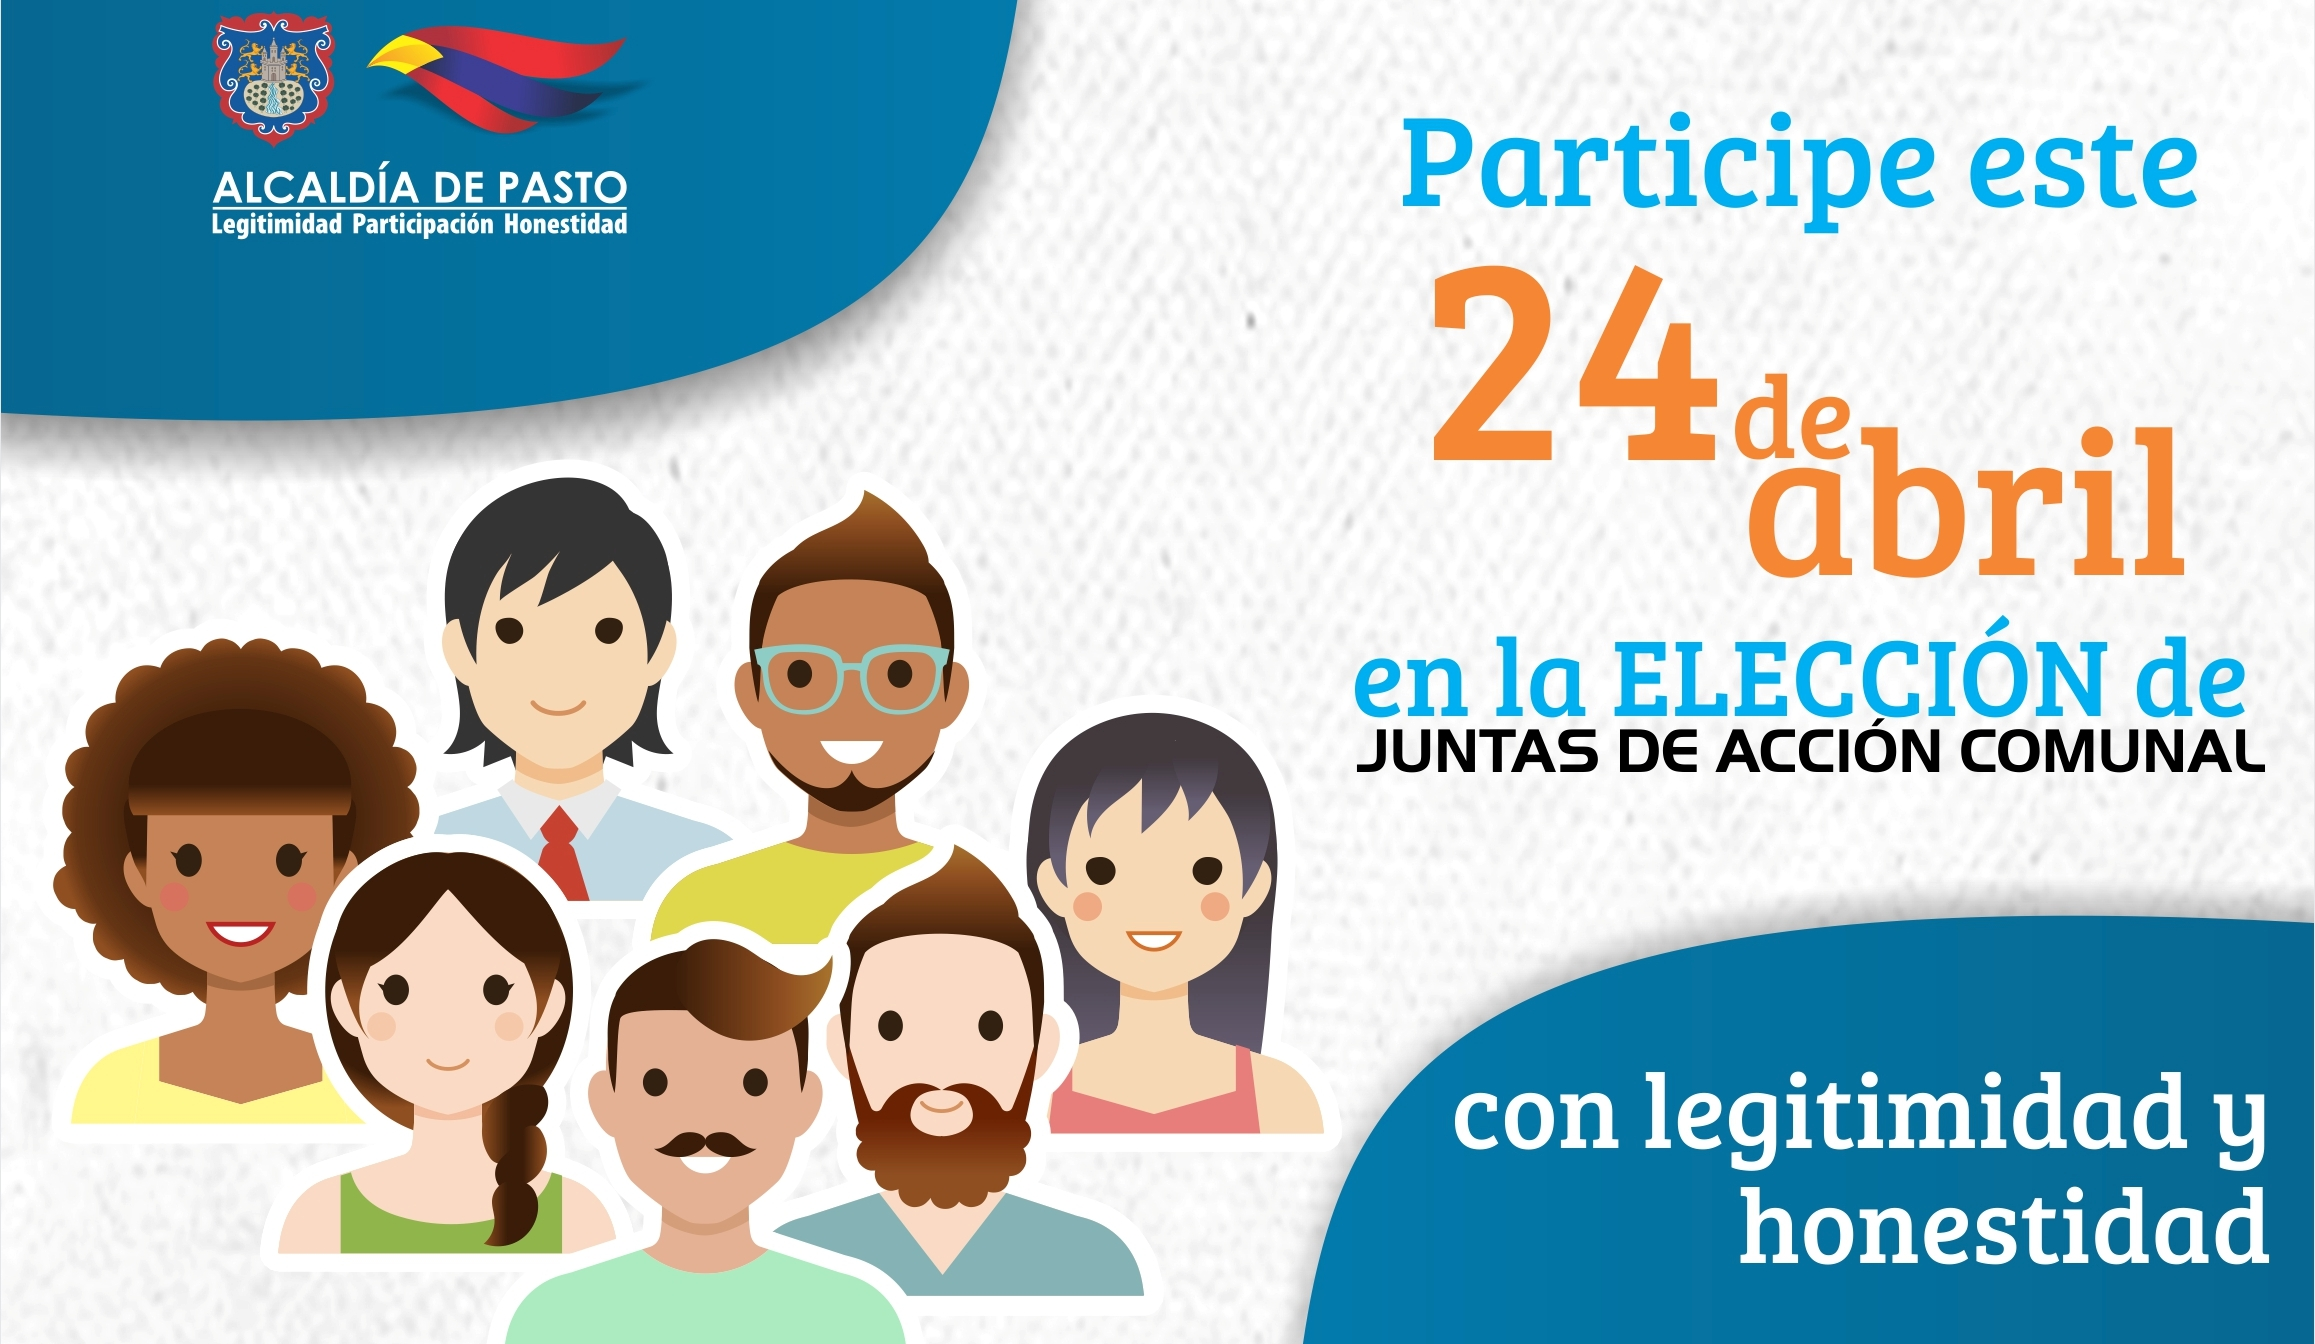 ALCALDÍA DE PASTO
Legitimidad Participación Honestidad
Participe este
24 de
abril
en la ELECCIÓN de
JUNTAS DE ACCIÓN COMUNAL
con legitimidad y
honestidad